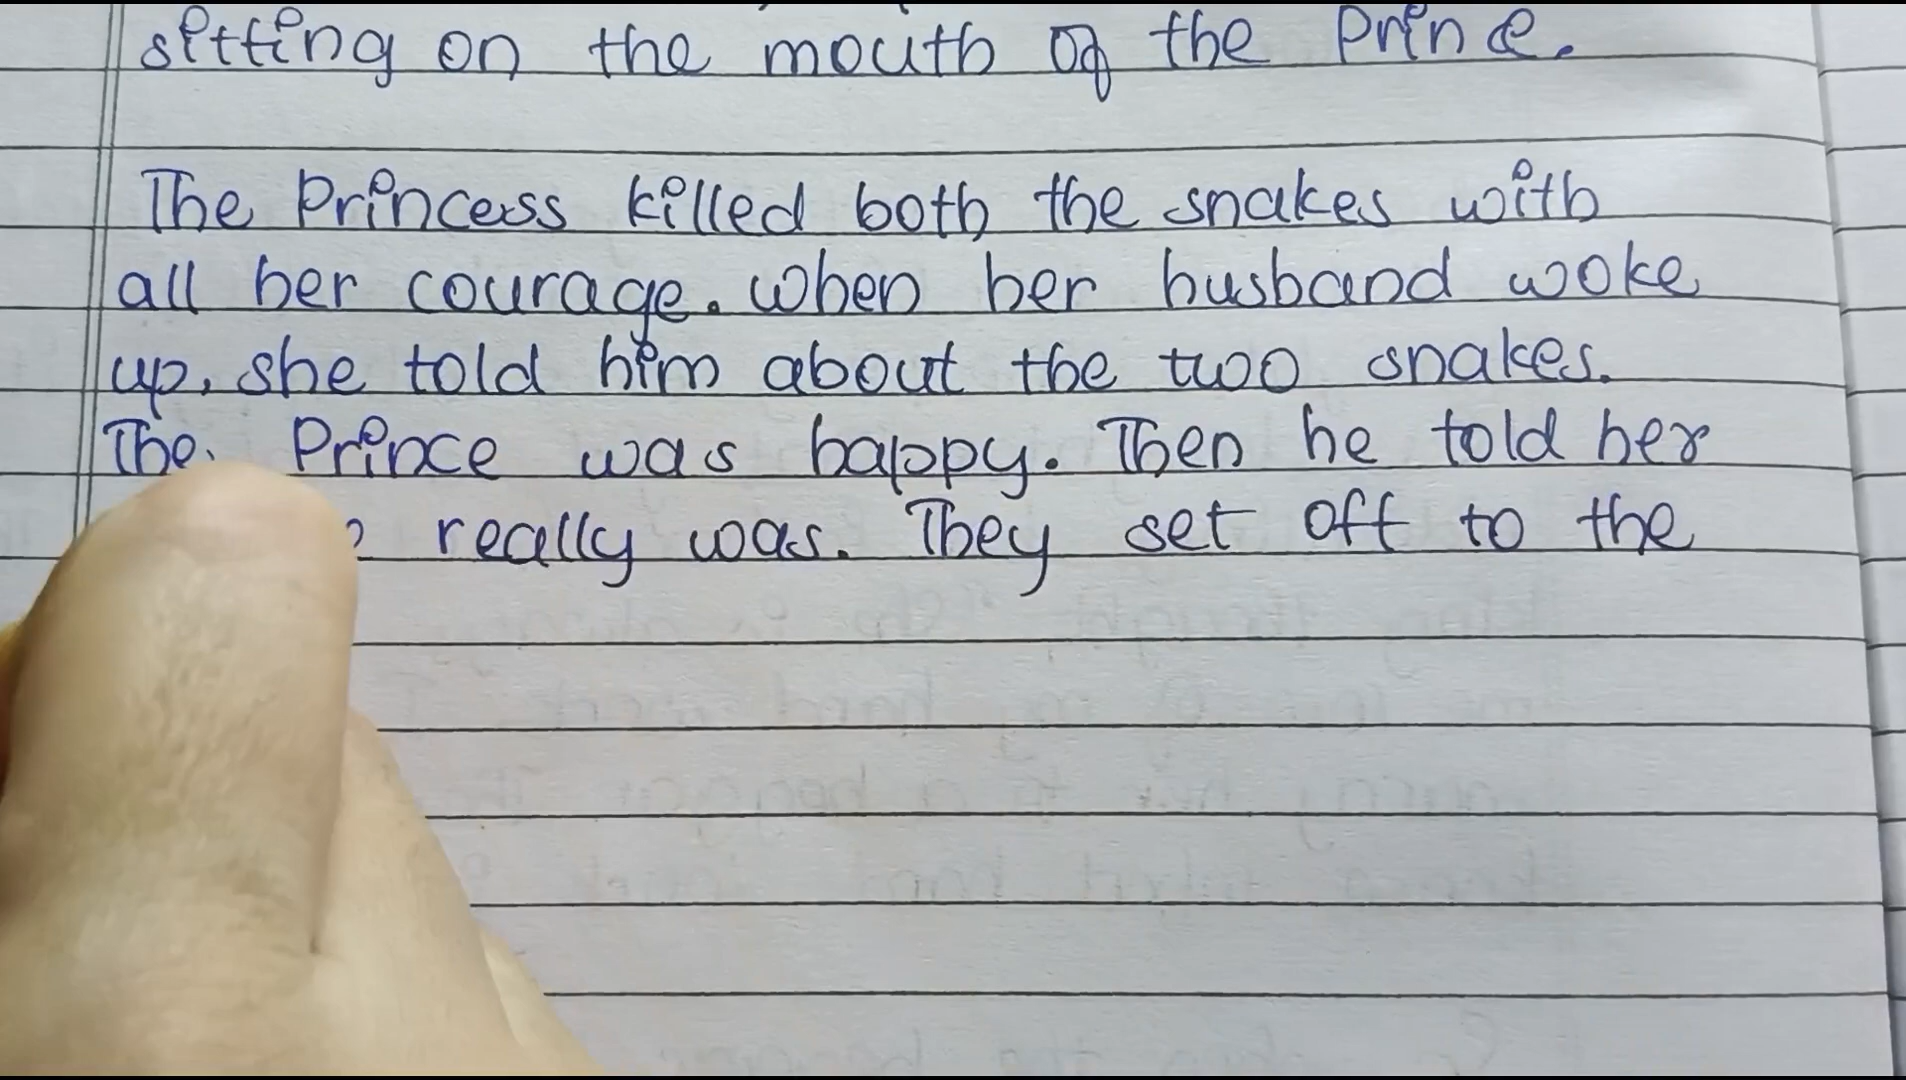 sitting on the mouth of the Prince.
The Princess killed both the snakes with
all her courage. When her husband woke
up, she told him about the two snakes.
The Prince was happy. Then he told her
really was. They set off to the